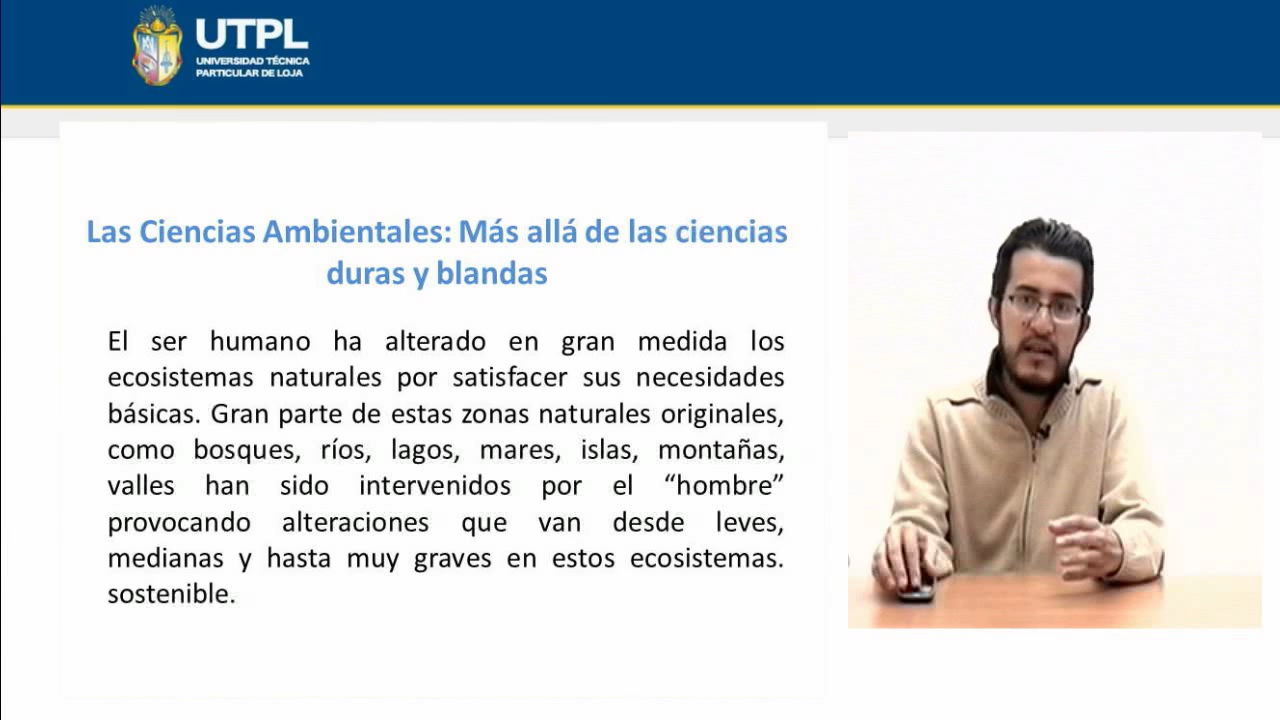 UTPL
UNIVERSIDAD TÉCNICA
PARTICULAR DE LOJA
Las Ciencias Ambientales: Más allá de las ciencias
duras y blandas
El ser humano ha alterado en gran medida los
ecosistemas naturales por satisfacer sus necesidades
básicas. Gran parte de estas zonas naturales originales,
como bosques, ríos, lagos, mares, islas, montañas,
valles han sido intervenidos por el “hombre”
provocando alteraciones que van desde leves,
medianas y hasta muy graves en estos ecosistemas.
sostenible.